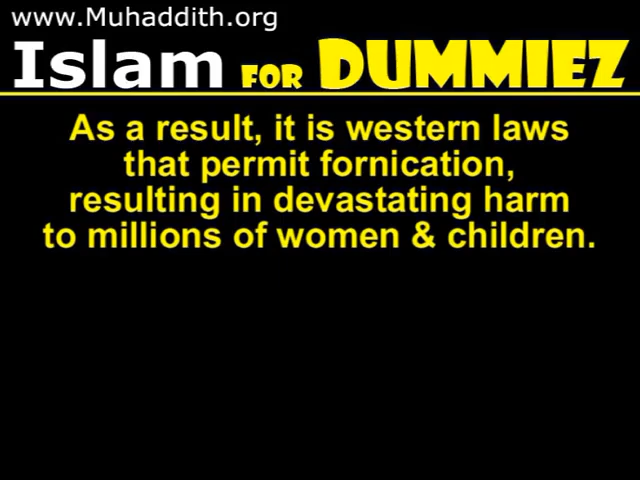 www.Muhaddith.org
Islam FOR DUMMIEZ
As a result, it is western laws
that permit fornication,
resulting in devastating harm
to millions of women & children.